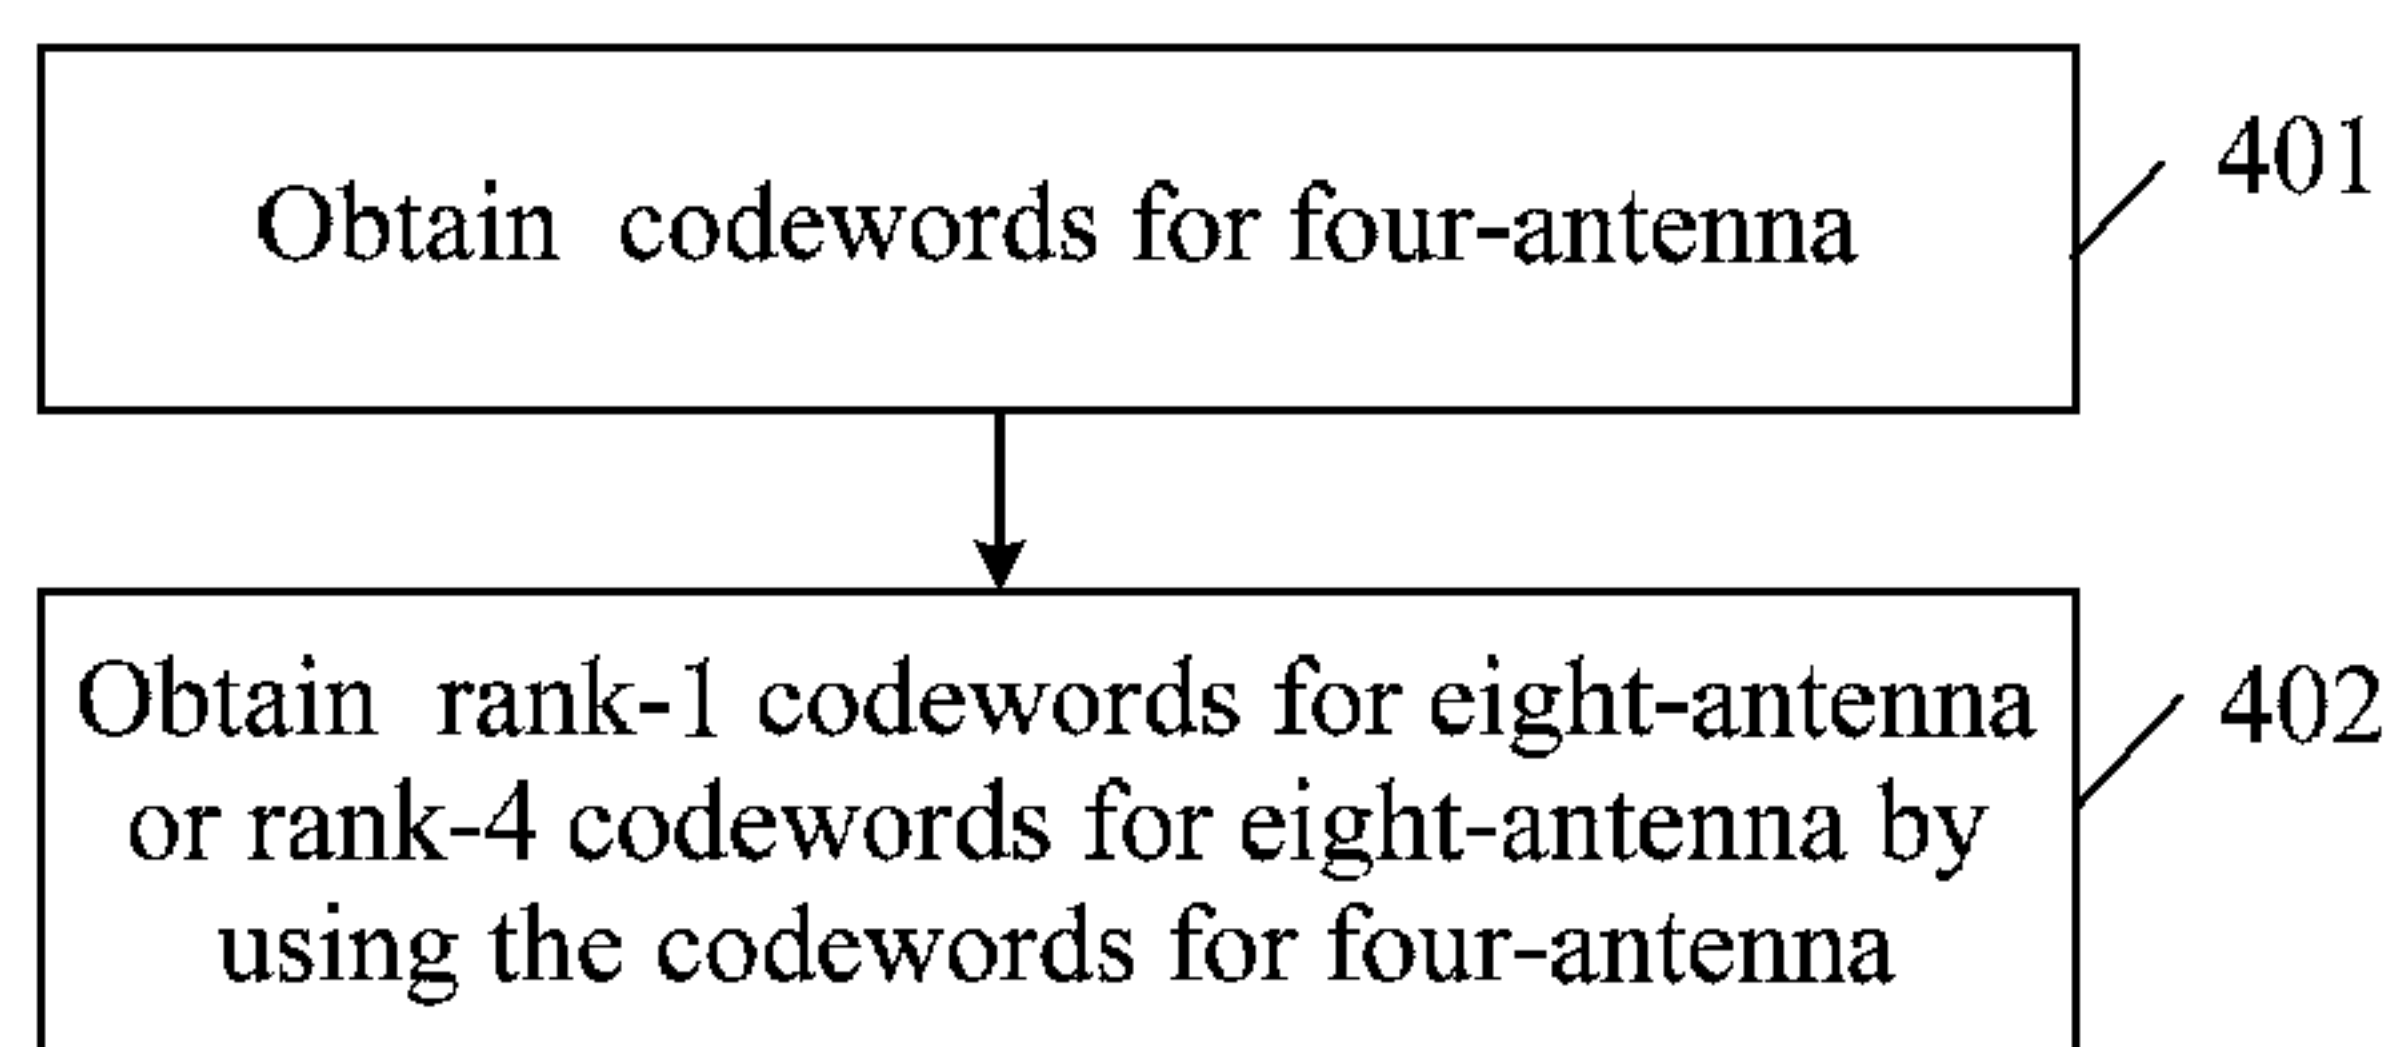 Obtain codewords for four-antenna
401
Obtain rank-1 codewords for eight-antenna
or rank-4 codewords for eight-antenna by
using the codewords for four-antenna
402